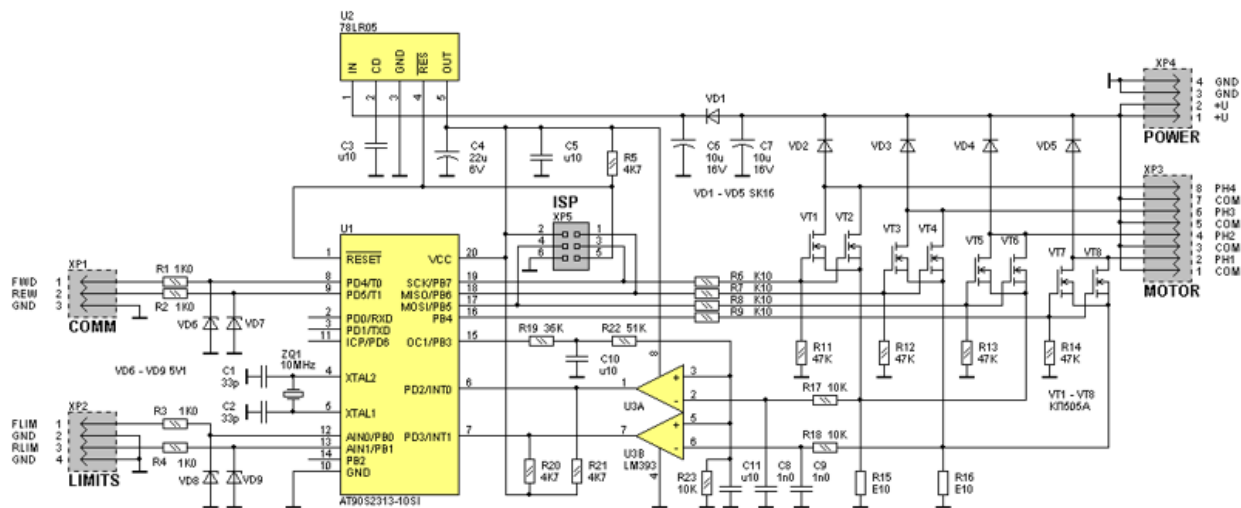 U2
78LR05
IN
CD
GND
RES
OUT
1
2
3
4
5
XP4
4 GND
3 GND
2 +U
1 +U
POWER
VD1
C3
u10
C4
22u
6V
C5
u10
R5
4K7
C6
10u
16V
C7
10u
16V
VD2
VD3
VD4
VD5
VD1 - VD5 SK16
XP3
8 PH4
7 COM
6 PH3
5 COM
4 PH2
3 COM
2 PH1
1 COM
MOTOR
ISP
XP5
2 1
4 3
6 5
VT1
VT2
VT3
VT4
VT5
VT6
VT7
VT8
U1
1 RESET
VCC 20
8 PD4/T0
9 PD5/T1
SCK/PB7 19
MISO/PB6 18
MOSI/PB5 17
PB4 16
2 PD0/RXD
3 PD1/TXD
11 ICP/PD6
OC1/PB3 15
4 XTAL2
5 XTAL1
PD2/INT0 6
PD3/INT1 7
12 AIN0/PB0
13 AIN1/PB1
14 PB2
10 GND
AT90S2313-10SI
XP1
FWD 1
REW 2
GND 3
COMM
R1 1K0
R2 1K0
VD6
VD7
VD6 - VD9 5V1
ZQ1
10MHz
C1
33p
C2
33p
XP2
FLIM 1
GND 2
RLIM 3
GND 4
LIMITS
R3 1K0
R4 1K0
VD8
VD9
R6 K10
R7 K10
R8 K10
R9 K10
R19 36K
R22 51K
C10
u10
R11
47K
R12
47K
R13
47K
R14
47K
VT1 - VT8
КП505А
8
1
3
2
U3A
5
6
7
U3B
LM393
4
R17 10K
R18 10K
R20
4K7
R21
4K7
R23
10K
C11
u10
C8
1n0
C9
1n0
R15
E10
R16
E10